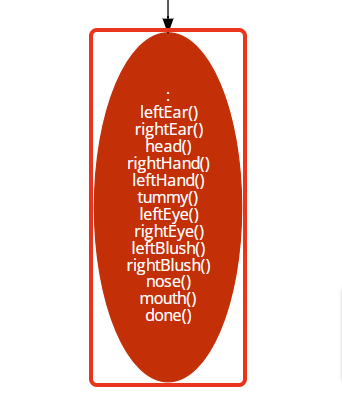 :
leftEar()
rightEar()
head()
rightHand()
leftHand()
tummy()
leftEye()
rightEye()
leftBlush()
rightBlush()
nose()
mouth()
done()